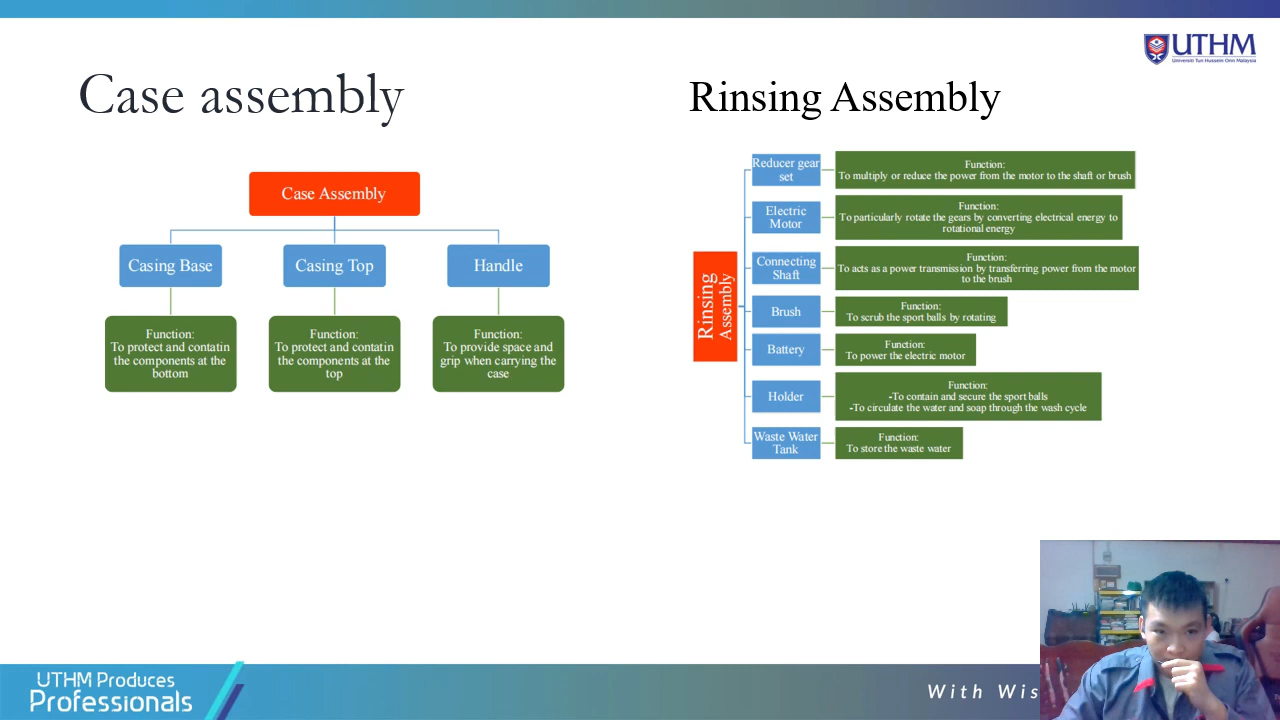 UTHM
Universiti Tun Hussein Onn Malaysia
Case assembly
Case Assembly
Casing Base
Casing Top
Handle
Function:
To protect and contatin
the components at the
bottom
Function:
To protect and contatin
the components at the
top
Function:
To provide space and
grip when carrying the
case
Rinsing Assembly
Rinsing
Assembly
Reducer gear
set
Function:
To multiply or reduce the power from the motor to the shaft or brush
Electric
Motor
Function:
To particularly rotate the gears by converting electrical energy to
rotational energy
Connecting
Shaft
Function:
To acts as a power transmission by transferring power from the motor
to the brush
Brush
Function:
To scrub the sport balls by rotating
Battery
Function:
To power the electric motor
Holder
Function:
-To contain and secure the sport balls
-To circulate the water and soap through the wash cycle
Waste Water
Tank
Function:
To store the waste water
UTHM Produces
Professionals
With Wis